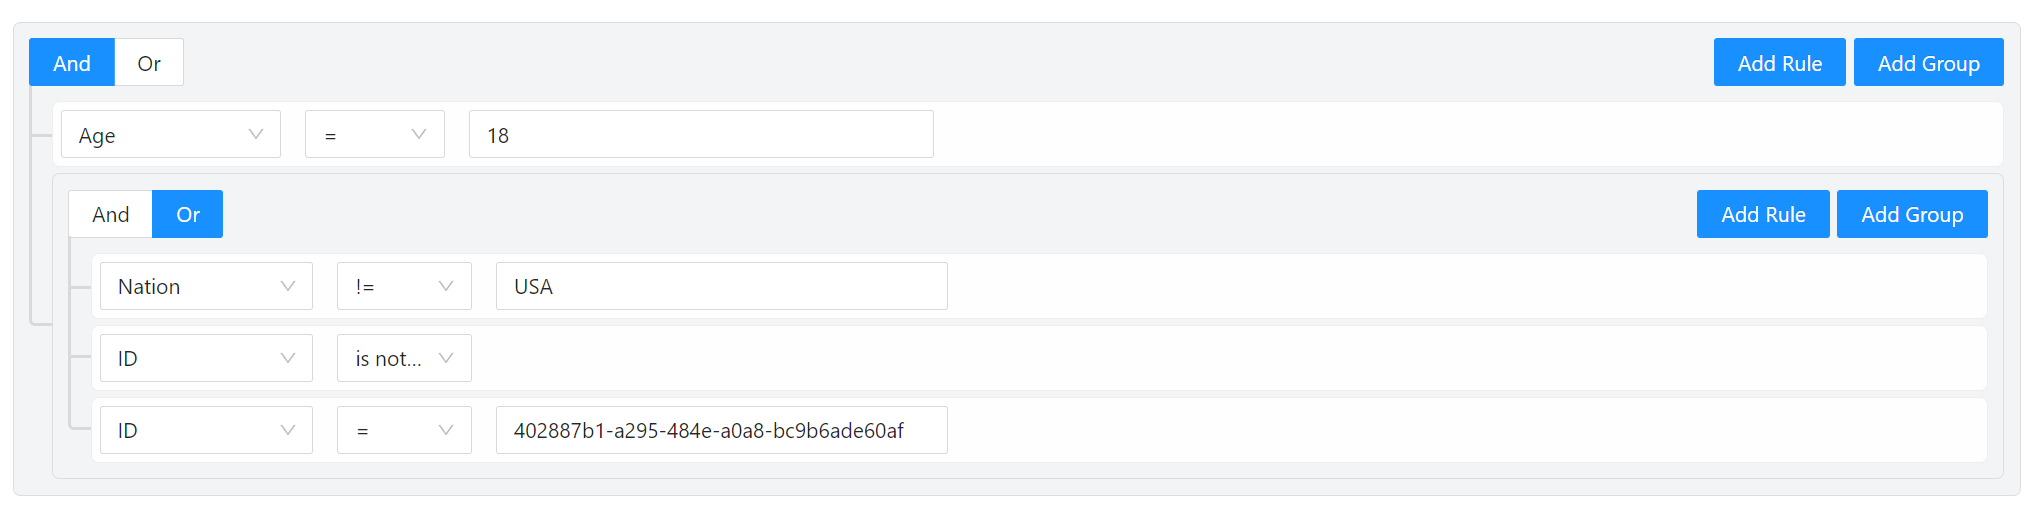 And Or Add Rule Add Group
Age = 18
And Or Add Rule Add Group
Nation != USA
ID is not...
ID = 402887b1-a295-484e-a0a8-bc9b6ade60af